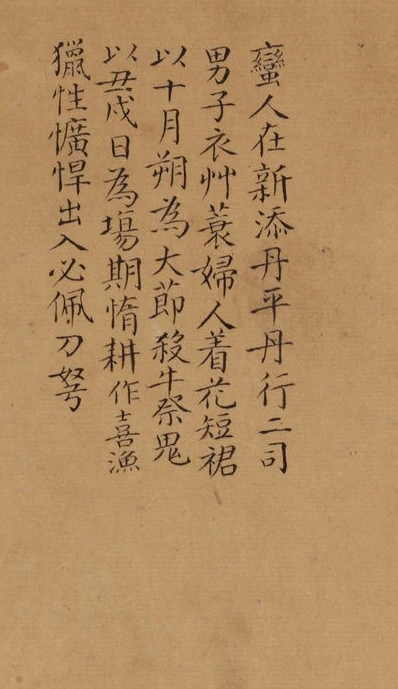 蠻人在新添丹平丹行二司
男子衣艸蓑婦人着花短裙
以十月朔為大節殺牛祭鬼
以丑戌日為塲期惰耕作喜漁
獵性獷悍出入必佩刀弩